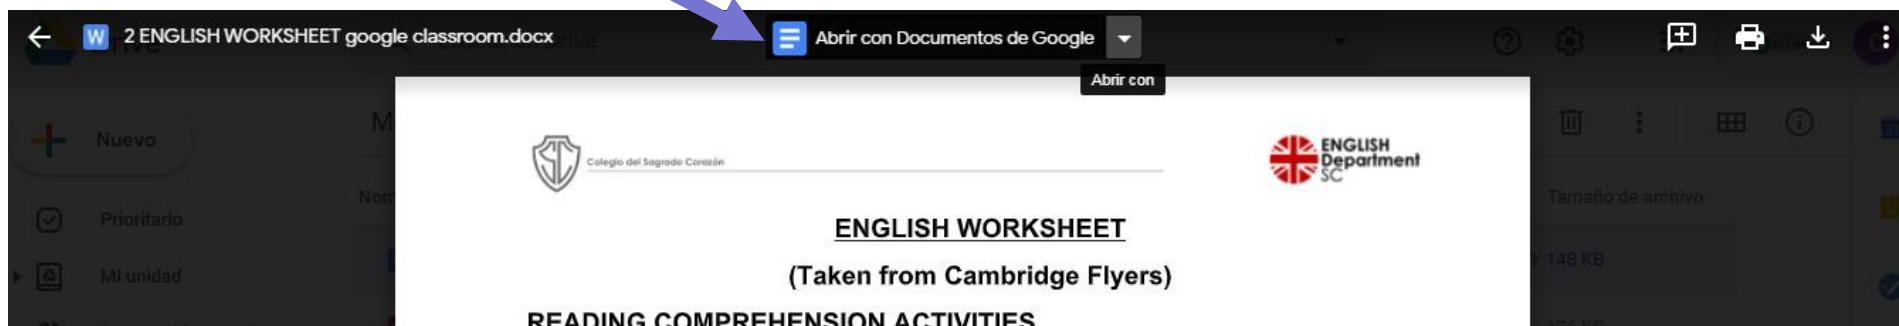 2 ENGLISH WORKSHEET google classroom.docx
Abrir con Documentos de Google
Abrir con
Nuevo
Colegio del Sagrado Corazón
ENGLISH
Department
SC
Tamaño de archivo
Prioritario
ENGLISH WORKSHEET
Mi unidad
148 KB
(Taken from Cambridge Flyers)
READING COMPREHENSION ACTIVITIES